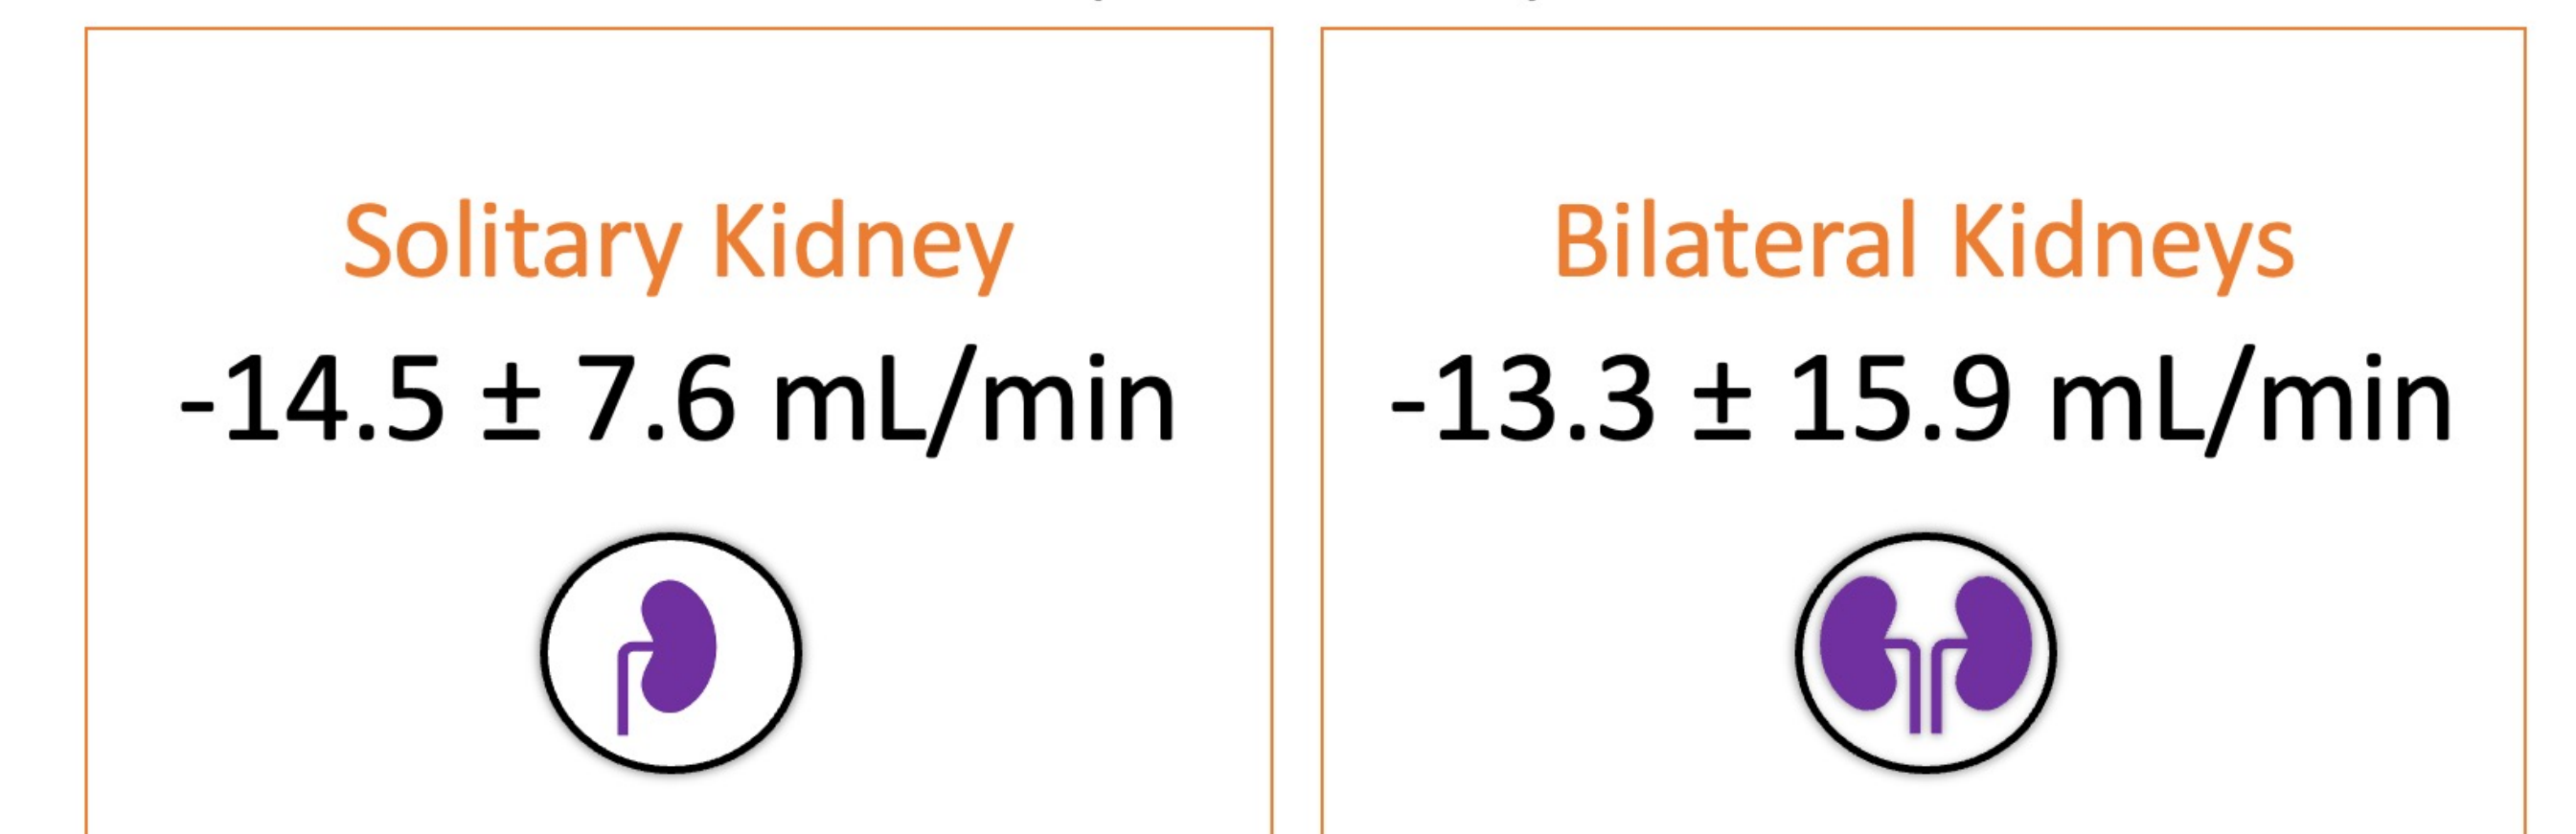 Solitary Kidney
-14.5 ± 7.6 mL/min
Bilateral Kidneys
-13.3 ± 15.9 mL/min